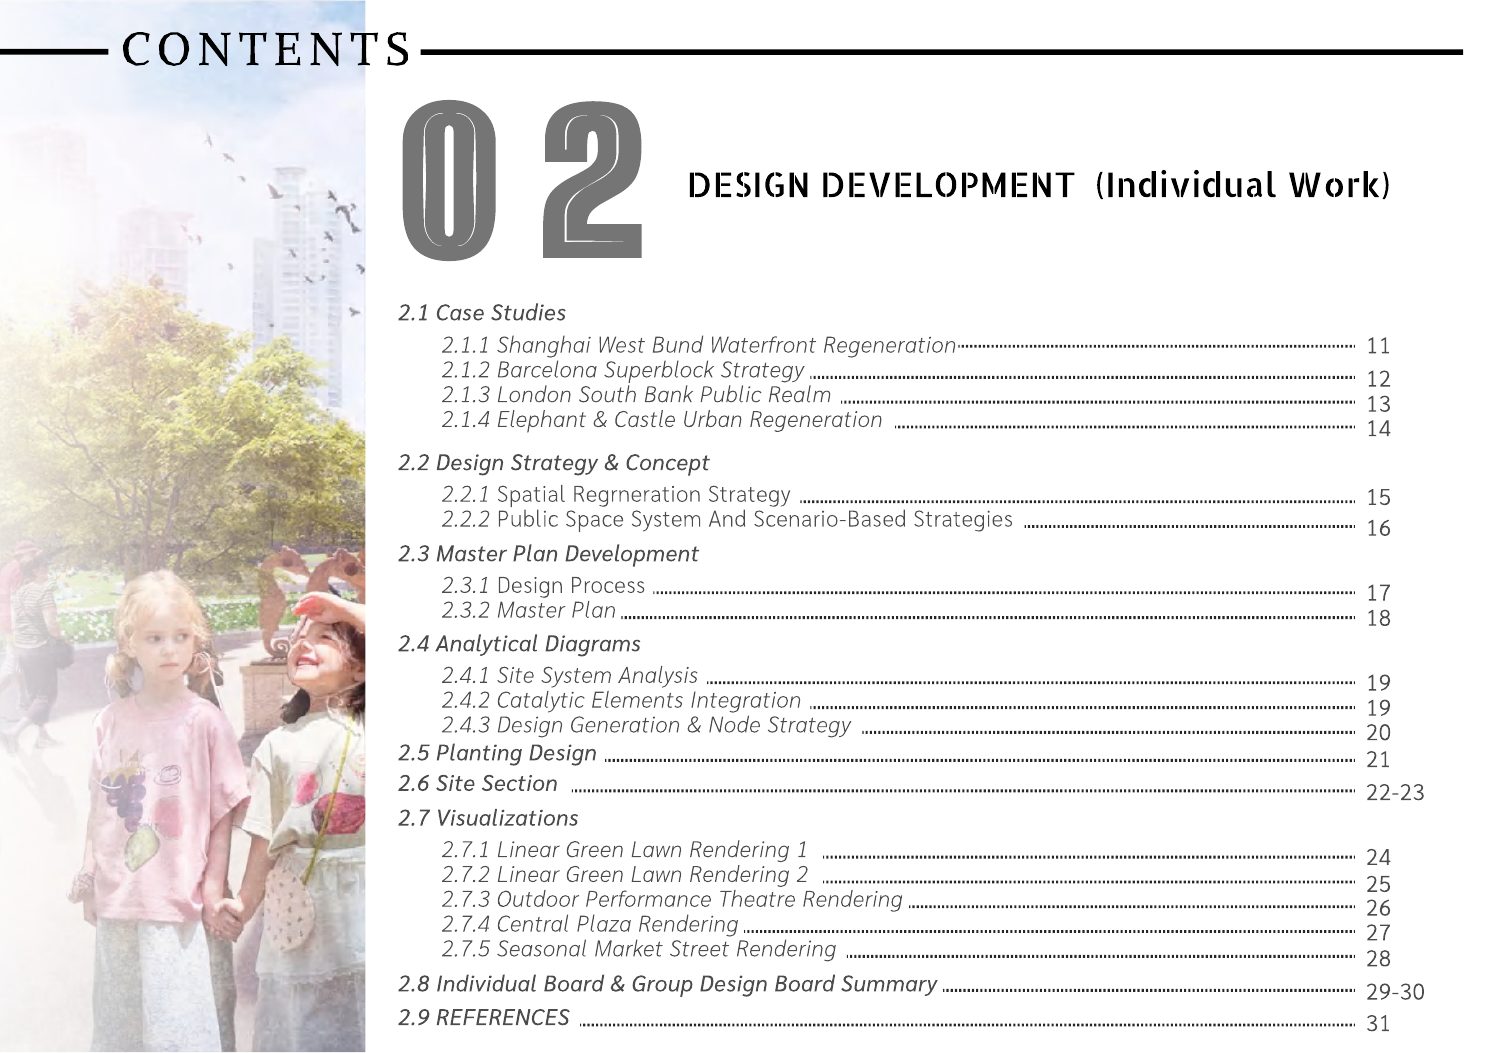 CONTENTS
02
DESIGN DEVELOPMENT (Individual Work)
2.1 Case Studies
2.1.1 Shanghai West Bund Waterfront Regeneration 11
2.1.2 Barcelona Superblock Strategy 12
2.1.3 London South Bank Public Realm 13
2.1.4 Elephant & Castle Urban Regeneration 14
2.2 Design Strategy & Concept
2.2.1 Spatial Regrneration Strategy 15
2.2.2 Public Space System And Scenario-Based Strategies 16
2.3 Master Plan Development
2.3.1 Design Process 17
2.3.2 Master Plan 18
2.4 Analytical Diagrams
2.4.1 Site System Analysis 19
2.4.2 Catalytic Elements Integration 19
2.4.3 Design Generation & Node Strategy 20
2.5 Planting Design 21
2.6 Site Section 22-23
2.7 Visualizations
2.7.1 Linear Green Lawn Rendering 1 24
2.7.2 Linear Green Lawn Rendering 2 25
2.7.3 Outdoor Performance Theatre Rendering 26
2.7.4 Central Plaza Rendering 27
2.7.5 Seasonal Market Street Rendering 28
2.8 Individual Board & Group Design Board Summary 29-30
2.9 REFERENCES 31